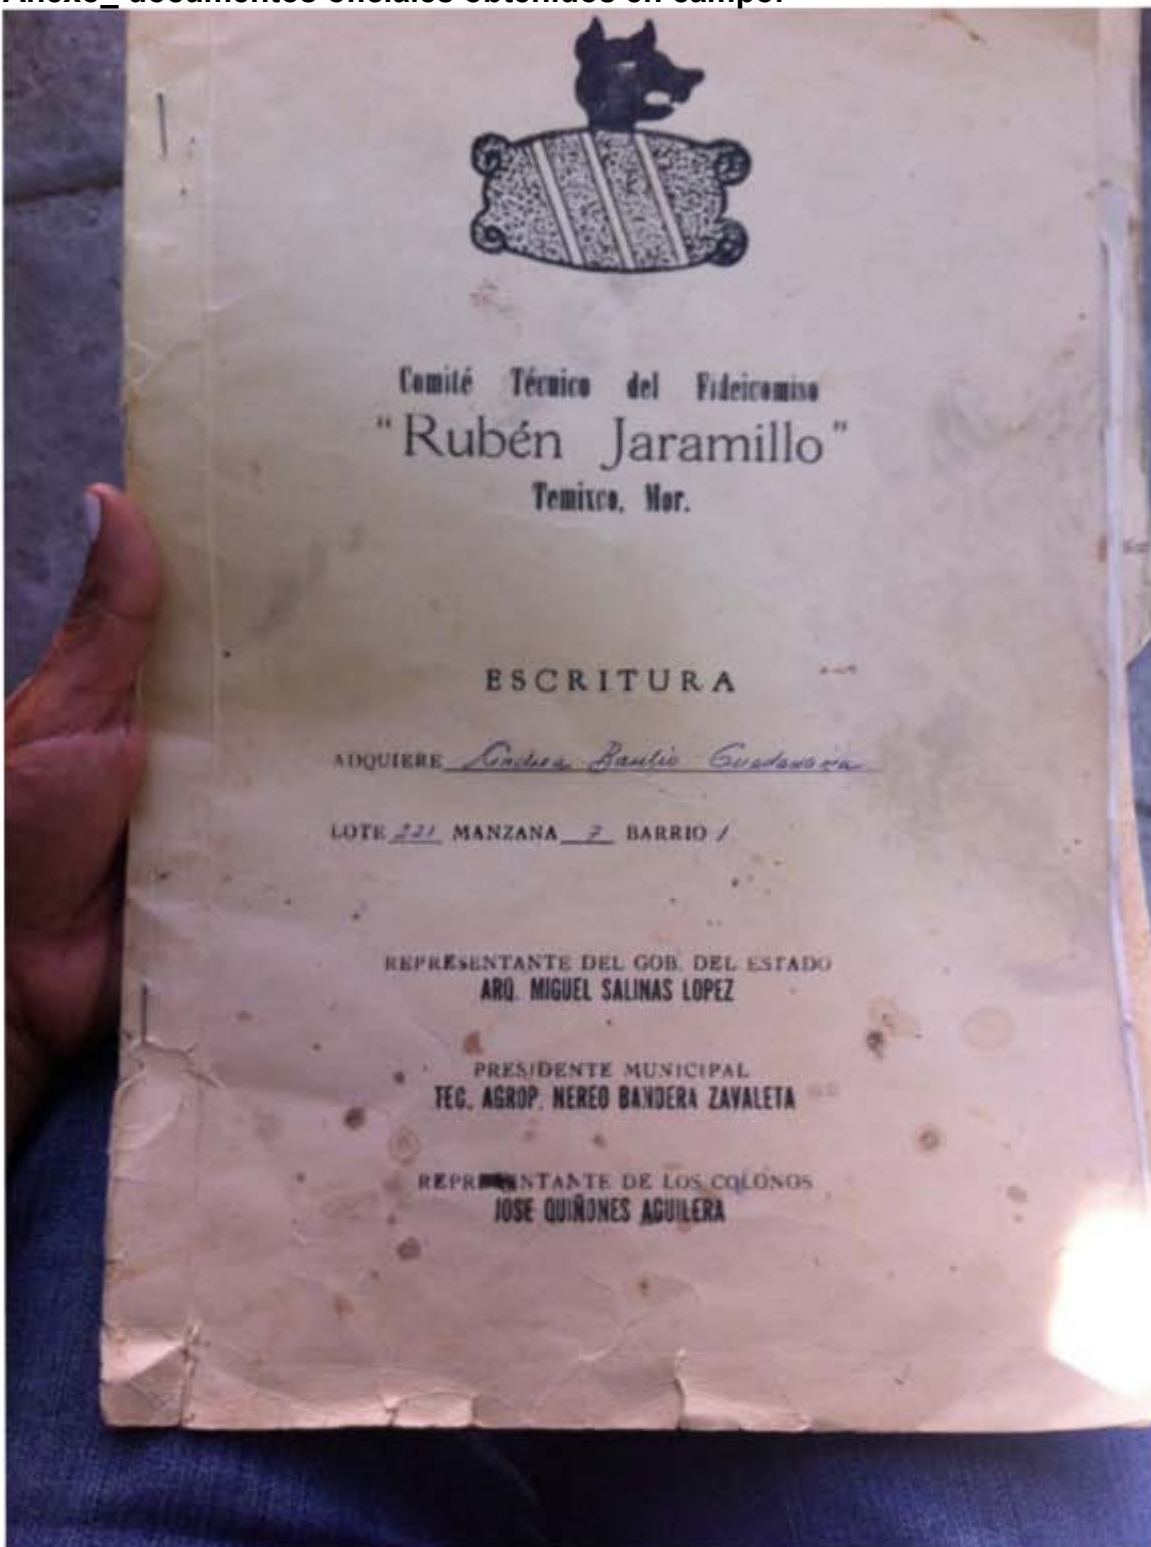 Anexo_ documentos oficiales obtenidos en campo.
Comité Técnico del Fideicomiso
"Rubén Jaramillo"
Temixco, Mor.
ESCRITURA
ADQUIERE
LOTE 221 MANZANA 7 BARRIO 1
REPRESENTANTE DEL GOB. DEL ESTADO
ARQ. MIGUEL SALINAS LOPEZ
PRESIDENTE MUNICIPAL
TEC. AGROP. NEREO BANDERA ZAVALETA
REPRESENTANTE DE LOS COLONOS
JOSE QUIÑONES AGUILERA